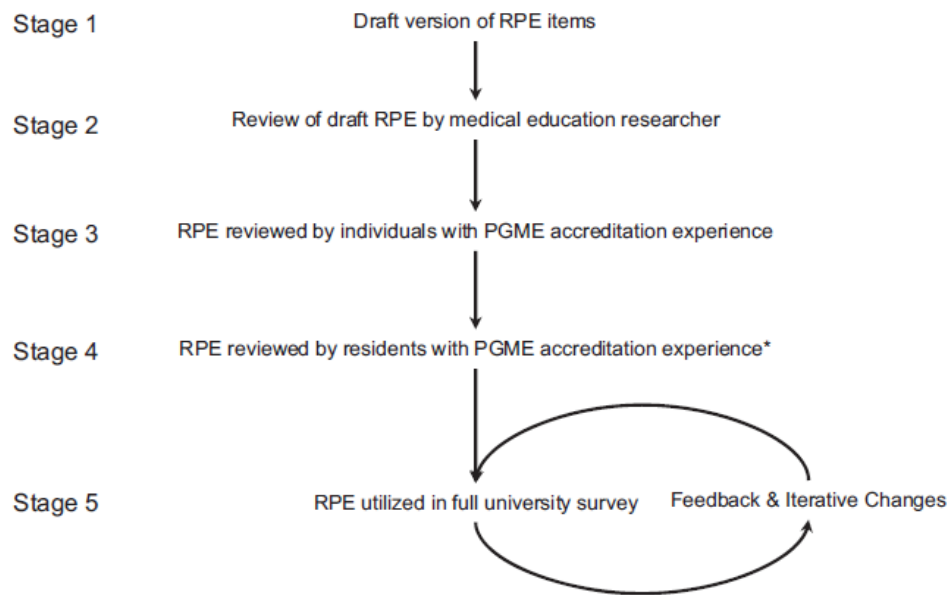 Stage 1 Draft version of RPE items
Stage 2 Review of draft RPE by medical education researcher
Stage 3 RPE reviewed by individuals with PGME accreditation experience
Stage 4 RPE reviewed by residents with PGME accreditation experience*
Stage 5 RPE utilized in full university survey Feedback & Iterative Changes